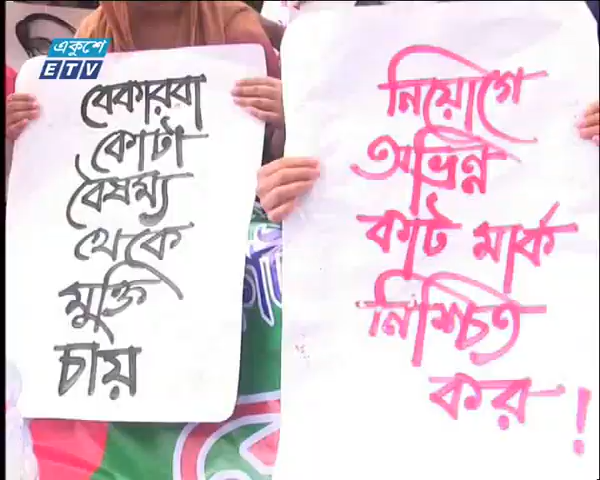 একুশে
ETV
বেকাররা
কোটা
বৈষম্য
থেকে
মুক্তি
চায়
নিয়োগে
অভিন্ন
কাট মার্ক
নিশ্চিত
কর!